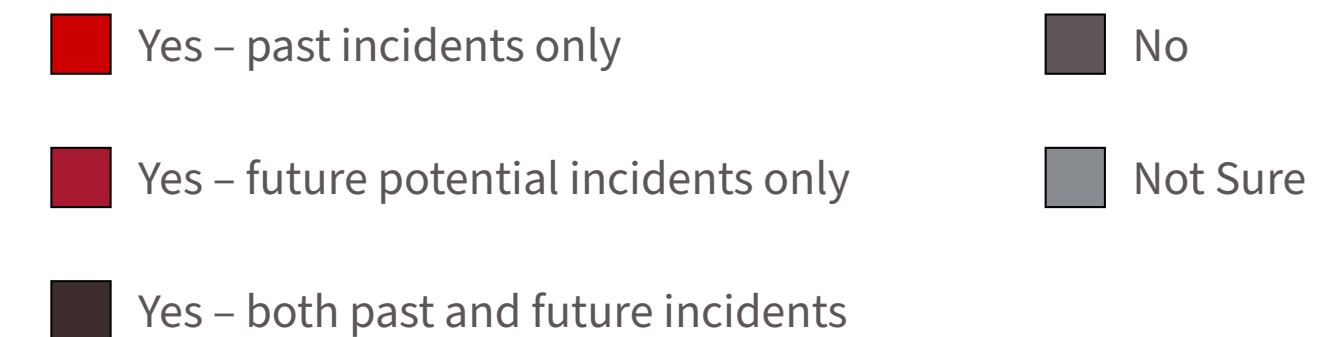 Yes – past incidents only
No
Yes – future potential incidents only
Not Sure
Yes – both past and future incidents